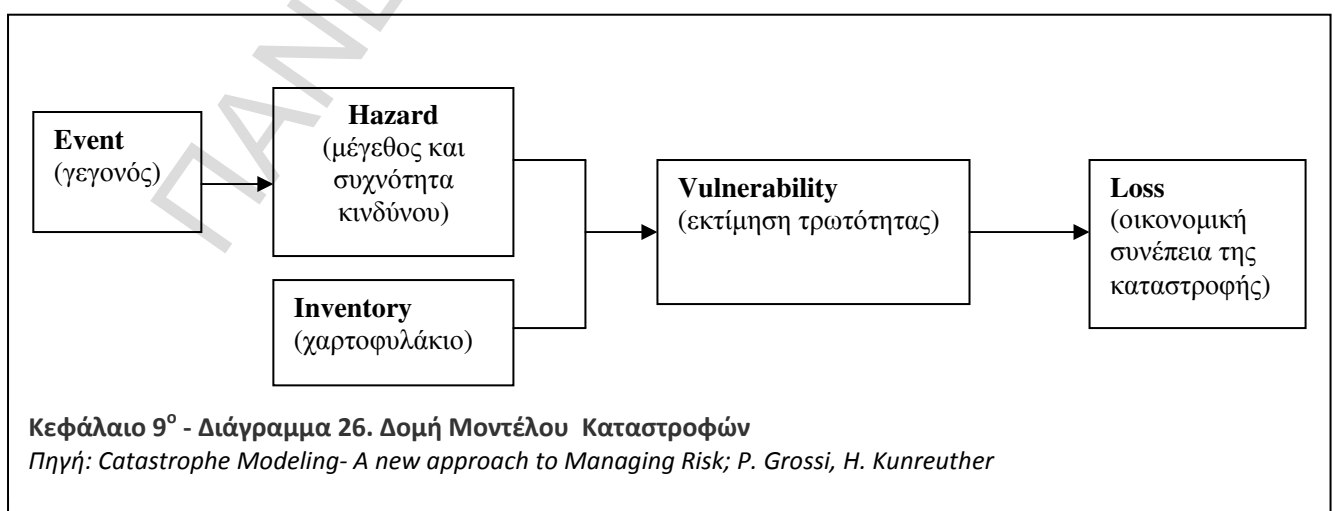 ΠΑΝΕ
Event
(γεγονός)
Hazard
(μέγεθος και
συχνότητα
κινδύνου)
Inventory
(χαρτοφυλάκιο)
Vulnerability
(εκτίμηση τρωτότητας)
Loss
(οικονομική
συνέπεια της
καταστροφής)
Κεφάλαιο 9ο - Διάγραμμα 26. Δομή Μοντέλου Καταστροφών
Πηγή: Catastrophe Modeling- A new approach to Managing Risk; P. Grossi, H. Kunreuther